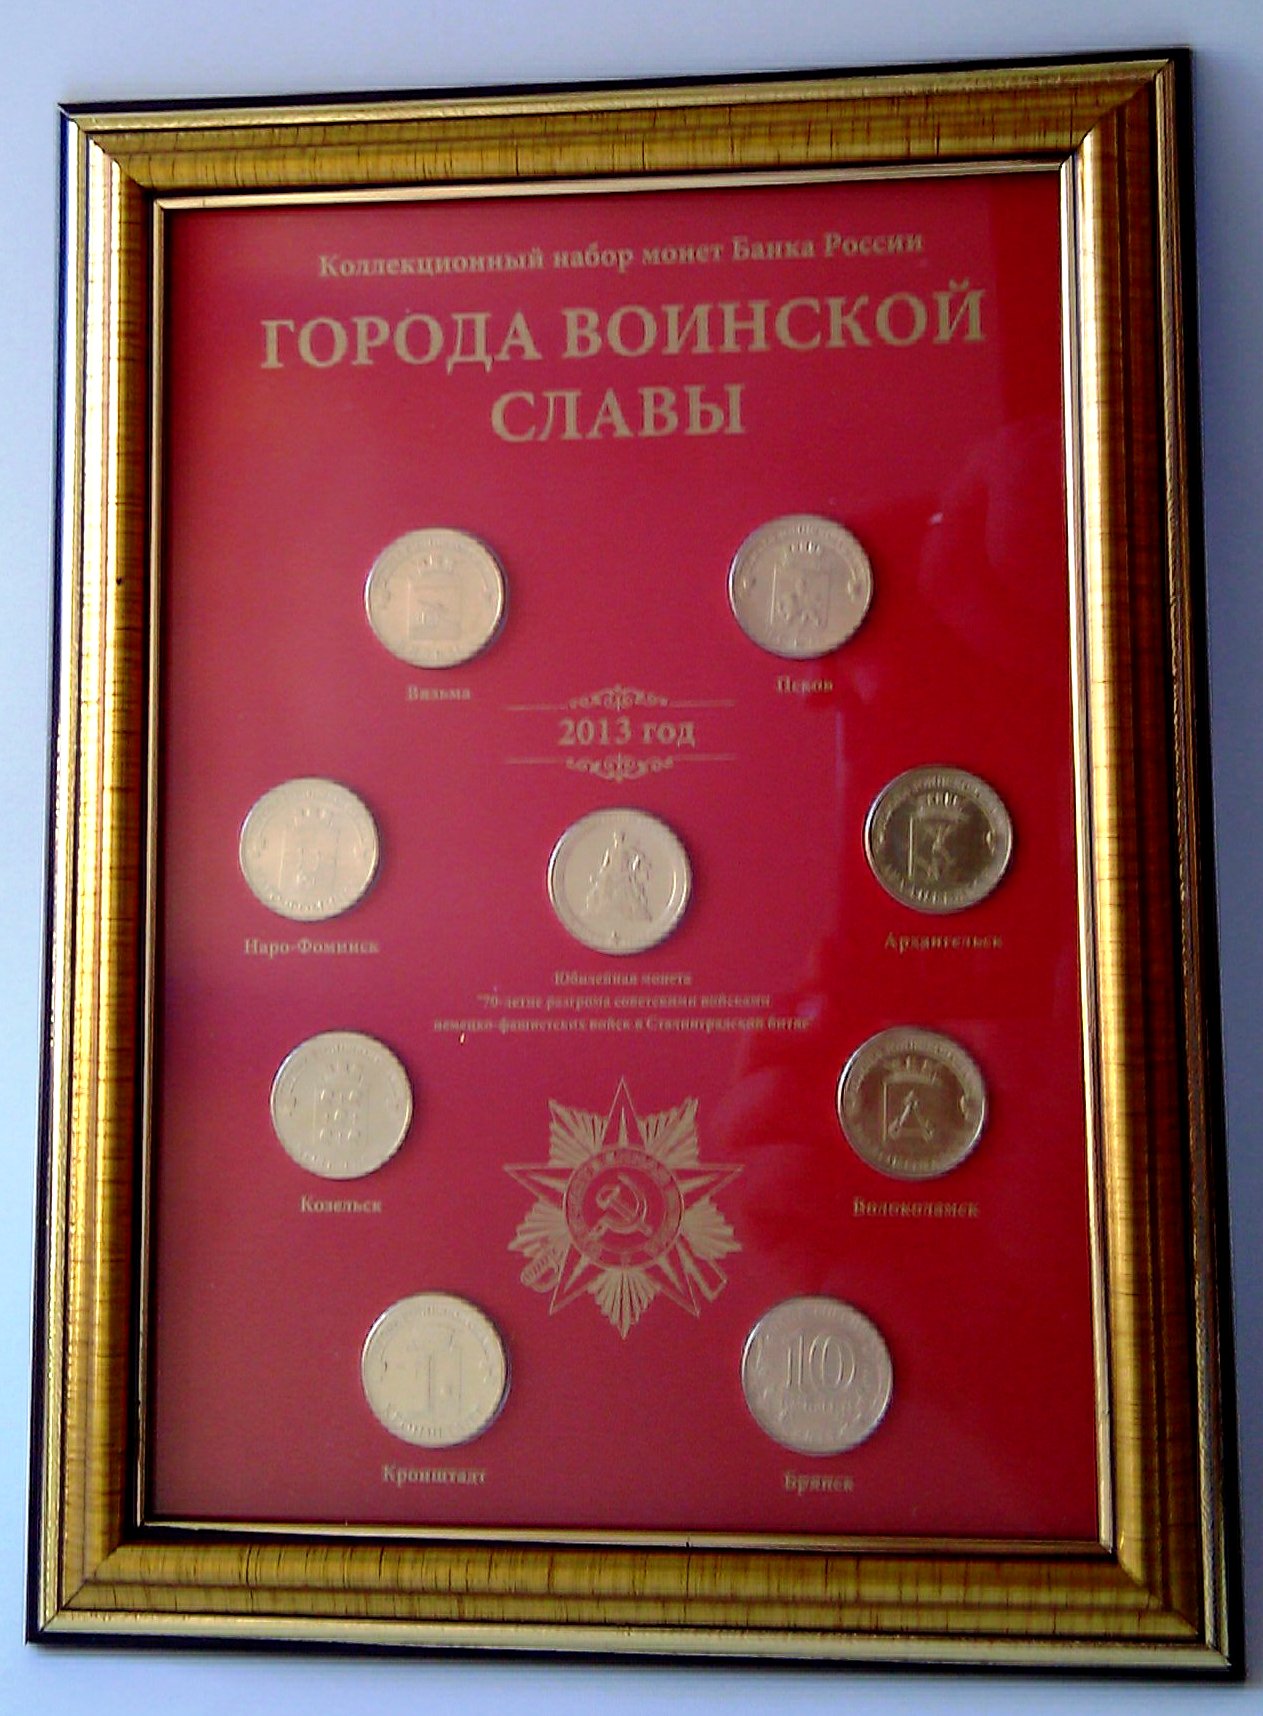 Коллекционный набор монет Банка России
ГОРОДА ВОИНСКОЙ
СЛАВЫ
Вязьма
Псков
2013 год
Наро-Фоминск
Архангельск
Юбилейная монета
"70-летие разгрома советскими войсками
немецко-фашистских войск в Сталинградской битве"
Козельск
Волоколамск
10
Кронштадт
Брянск